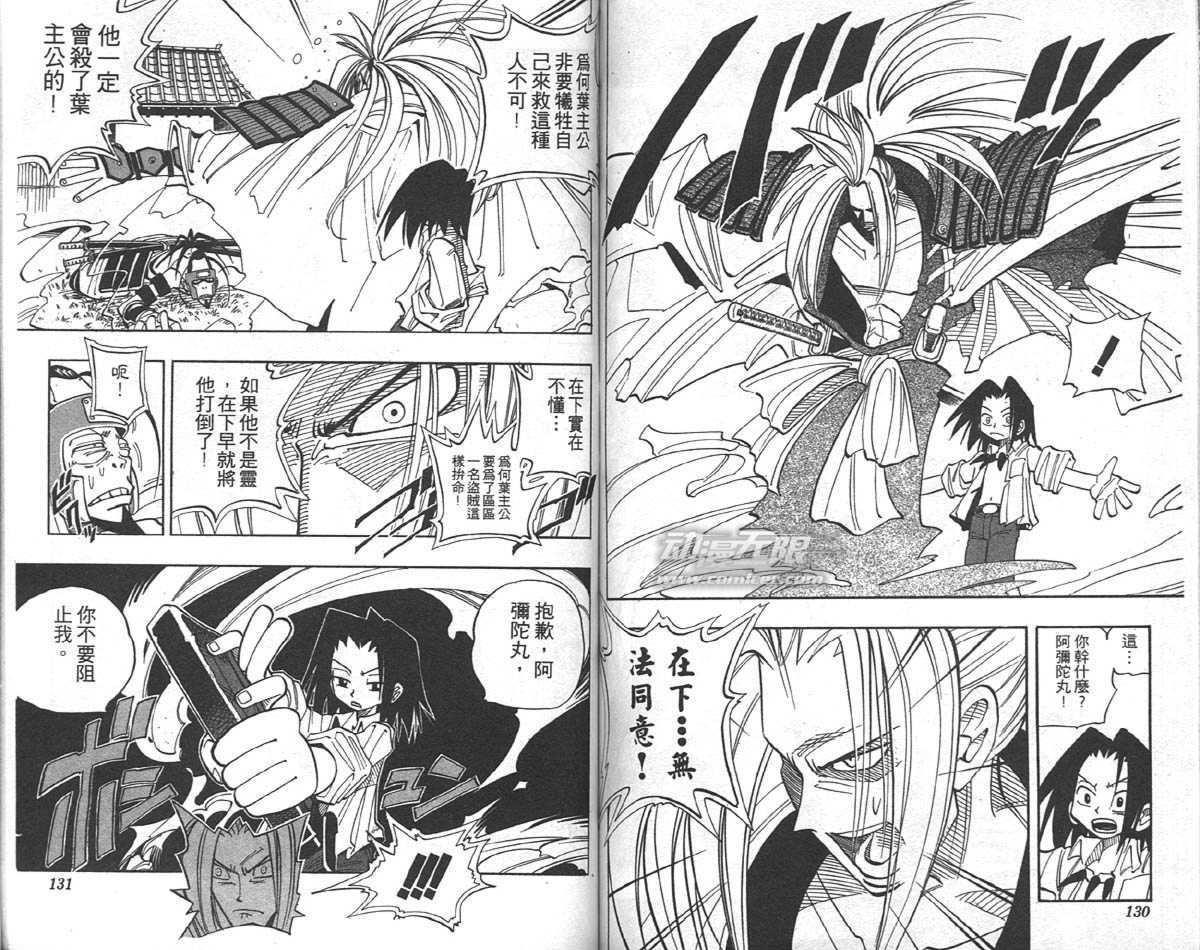 ！
這…
你幹什麼？
阿彌陀丸！
在下…無
法同意！
130
動漫无限
www.comicer.com
為何葉主公
非要犧牲自
己來救這種
人不可！
他一定
會殺了葉
主公的！
在下實在
不懂…
為何葉主公
要為了區區
一名盜賊這
樣拚命！
如果他不是靈
，在下早就將
他打倒了！
呃！
抱歉，阿
彌陀丸，
你不要阻
止我。
ボシュン
!!!
131